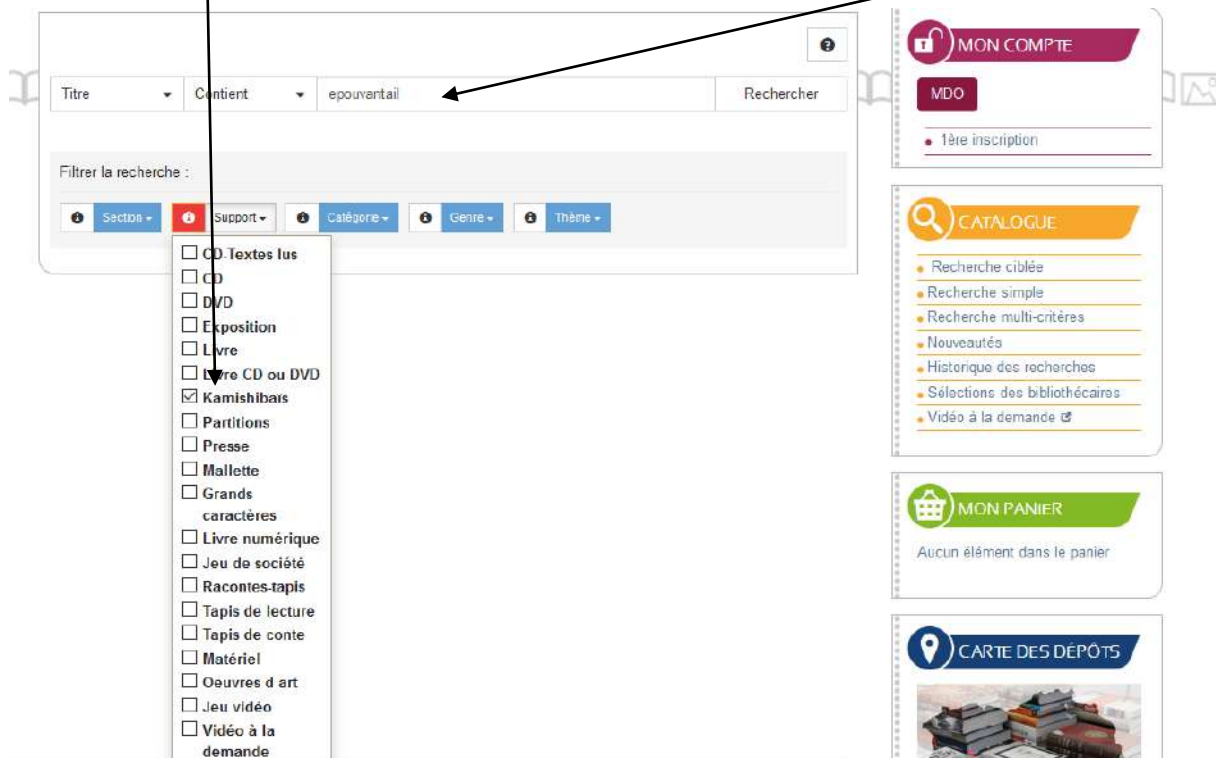 Titre Contient epouvantail Rechercher
Filtrer la recherche :
Section Support Catégorie Genre Thème
CD-Textes lus
CD
DVD
Exposition
Livre
Livre CD ou DVD
Kamishibaïs
Partitions
Presse
Mallette
Grands
caractères
Livre numérique
Jeu de société
Racontes-tapis
Tapis de lecture
Tapis de conte
Matériel
Oeuvres d art
Jeu vidéo
Vidéo à la
demande
MON COMPTE
MDO
1ère inscription
CATALOGUE
Recherche ciblée
Recherche simple
Recherche multi-critères
Nouveautés
Historique des recherches
Sélections des bibliothécaires
Vidéo à la demande
MON PANIER
Aucun élément dans le panier
CARTE DES DÉPÔTS